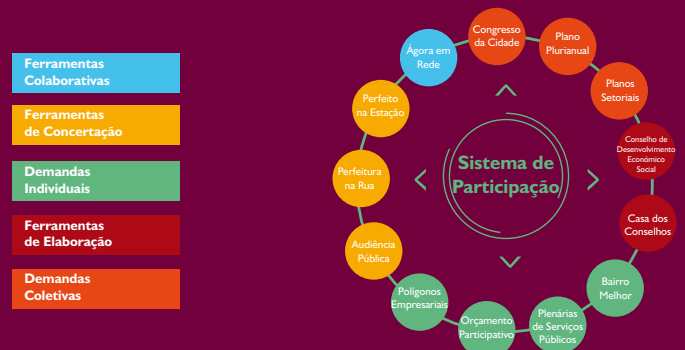 Ferramentas
Colaborativas
Ferramentas
de Concertação
Demandas
Individuais
Ferramentas
de Elaboração
Demandas
Coletivas
Sistema de
Participação
Congresso
da Cidade
Plano
Plurianual
Planos
Setoriais
Conselho de
Desenvolvimento
Económico
Social
Casa dos
Conselhos
Bairro
Melhor
Plenárias
de Serviços
Públicos
Orçamento
Participativo
Polígonos
Empresariais
Audiência
Pública
Perfeitura
na Rua
Perfeito
na Estação
Ágora em
Rede